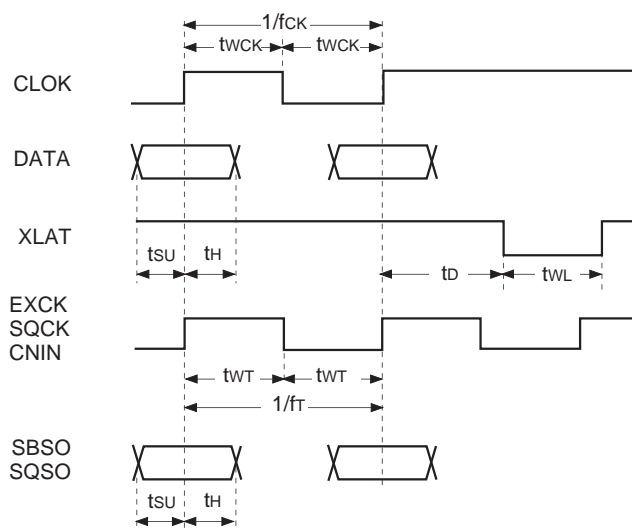 1/fCK
tWCK tWCK
CLOK
DATA
XLAT
tSU tH
tD tWL
EXCK
SQCK
CNIN
tWT tWT
1/fT
SBSO
SQSO
tSU tH